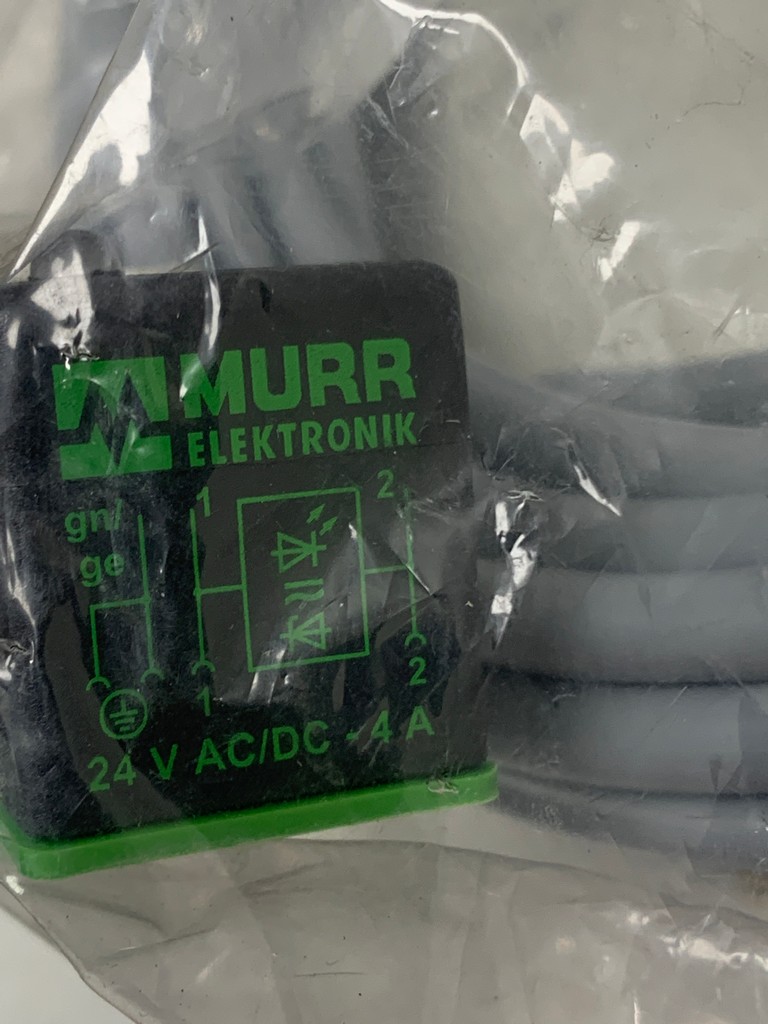 MURR
ELEKTRONIK
gn/
ge
1
2
1
2
24 V AC/DC - 4 A